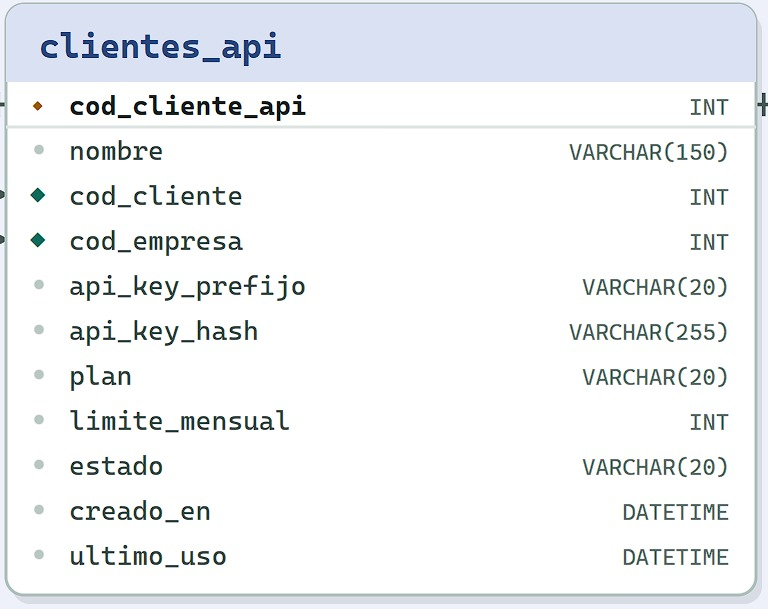 clientes_api
cod_cliente_api INT
nombre VARCHAR(150)
cod_cliente INT
cod_empresa INT
api_key_prefijo VARCHAR(20)
api_key_hash VARCHAR(255)
plan VARCHAR(20)
limite_mensual INT
estado VARCHAR(20)
creado_en DATETIME
ultimo_uso DATETIME